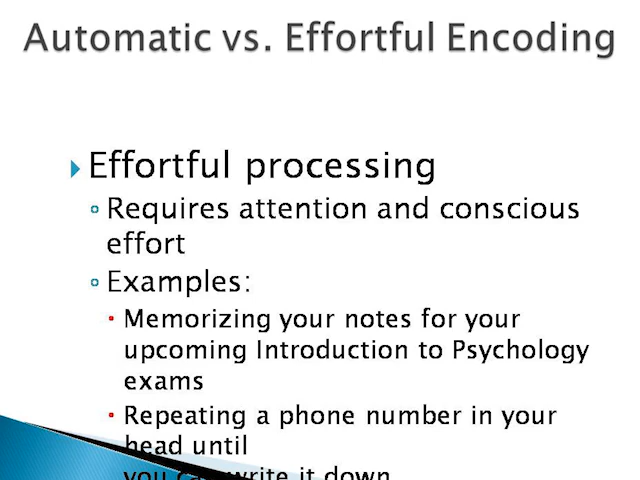 Automatic vs. Effortful Encoding
Effortful processing
Requires attention and conscious
effort
Examples:
Memorizing your notes for your
upcoming Introduction to Psychology
exams
Repeating a phone number in your
head until
you can write it down